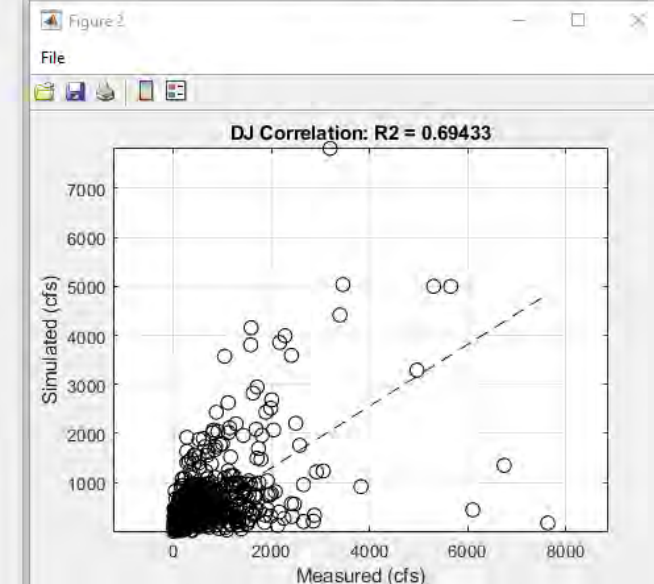 Figure 2
File
DJ Correlation: R2 = 0.69433
7000
6000
5000
4000
3000
2000
1000
Simulated (cfs)
0 2000 4000 6000 8000
Measured (cfs)